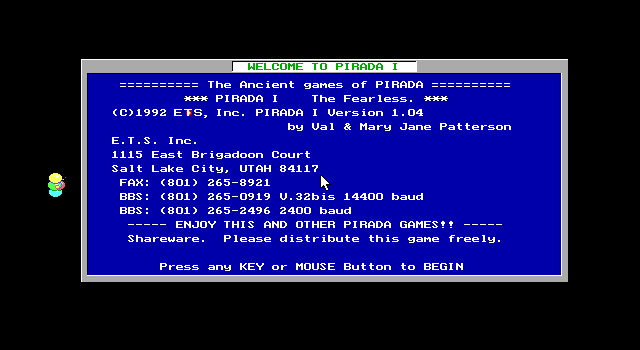 WELCOME TO PIRADA I
========== The Ancient games of PIRADA ==========
*** PIRADA I    The Fearless. ***
(C)1992 ETS, Inc. PIRADA I Version 1.04
by Val & Mary Jane Patterson
E.T.S. Inc.
1115 East Brigadoon Court
Salt Lake City, UTAH 84117
FAX: (801) 265-8921
BBS: (801) 265-0919 V.32bis 14400 baud
BBS: (801) 265-2496 2400 baud
----- ENJOY THIS AND OTHER PIRADA GAMES!! -----
Shareware.  Please distribute this game freely.
Press any KEY or MOUSE Button to BEGIN